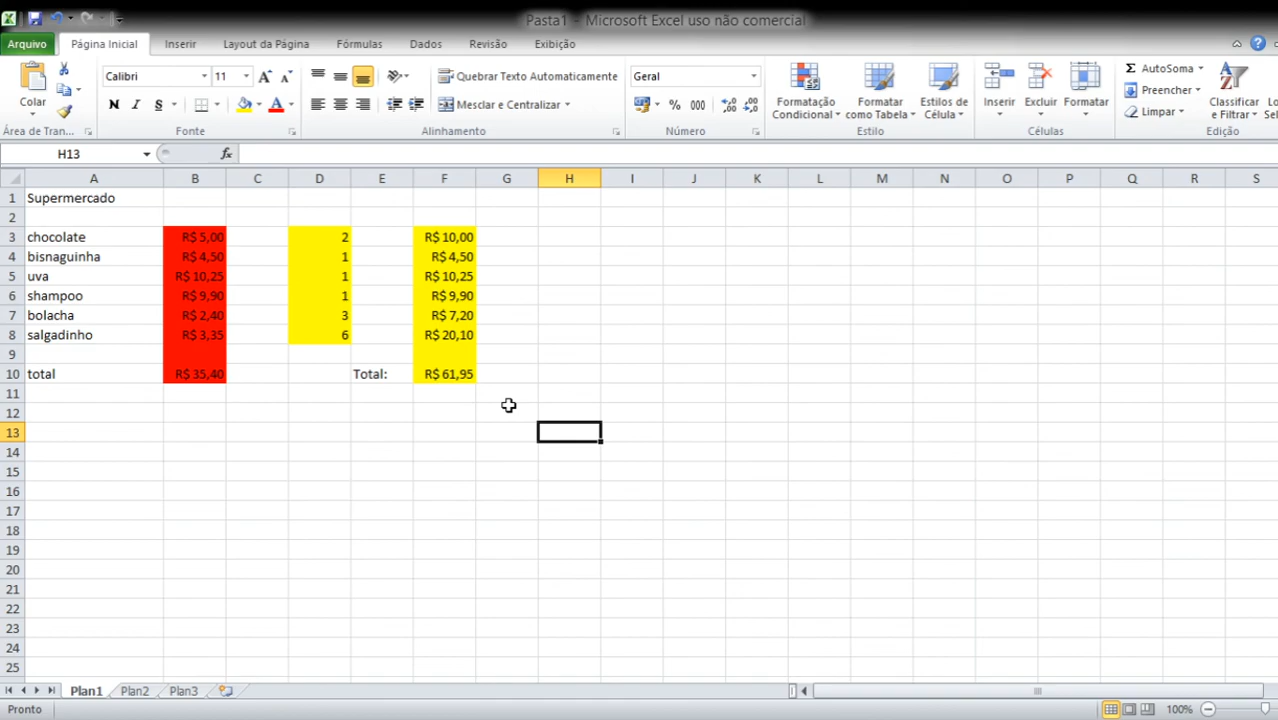 Pasta1 - Microsoft Excel uso não comercial
Arquivo Página Inicial Inserir Layout da Página Fórmulas Dados Revisão Exibição
Calibri 11 Quebrar Texto Automaticamente Geral AutoSoma
Colar N I S Mesclar e Centralizar % 000 Formatação Condicional Formatar como Tabela Estilos de Célula Inserir Excluir Formatar Preencher Limpar Classificar e Filtrar
Área de Tran... Fonte Alinhamento Número Estilo Células Edição
H13 fx
A B C D E F G H I J K L M N O P Q R S
1 Supermercado
2
3 chocolate R$ 5,00 2 R$ 10,00
4 bisnaguinha R$ 4,50 1 R$ 4,50
5 uva R$ 10,25 1 R$ 10,25
6 shampoo R$ 9,90 1 R$ 9,90
7 bolacha R$ 2,40 3 R$ 7,20
8 salgadinho R$ 3,35 6 R$ 20,10
9
10 total R$ 35,40 Total: R$ 61,95
11
12
13
14
15
16
17
18
19
20
21
22
23
24
25
Plan1 Plan2 Plan3
Pronto 100%